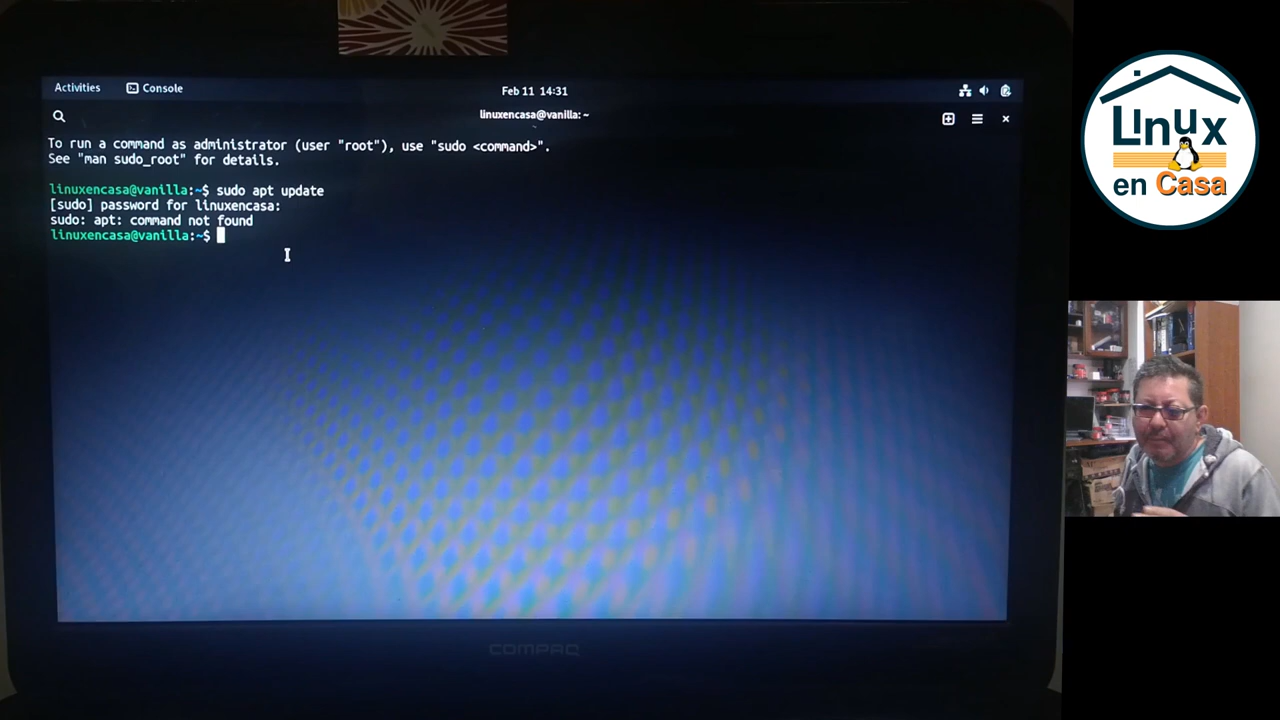 Activities
Console
Feb 11 14:31
linuxencasa@vanilla: ~
To run a command as administrator (user "root"), use "sudo <command>".
See "man sudo_root" for details.
linuxencasa@vanilla:~$ sudo apt update
[sudo] password for linuxencasa:
sudo: apt: command not found
linuxencasa@vanilla:~$
COMPAQ
Linux
en Casa